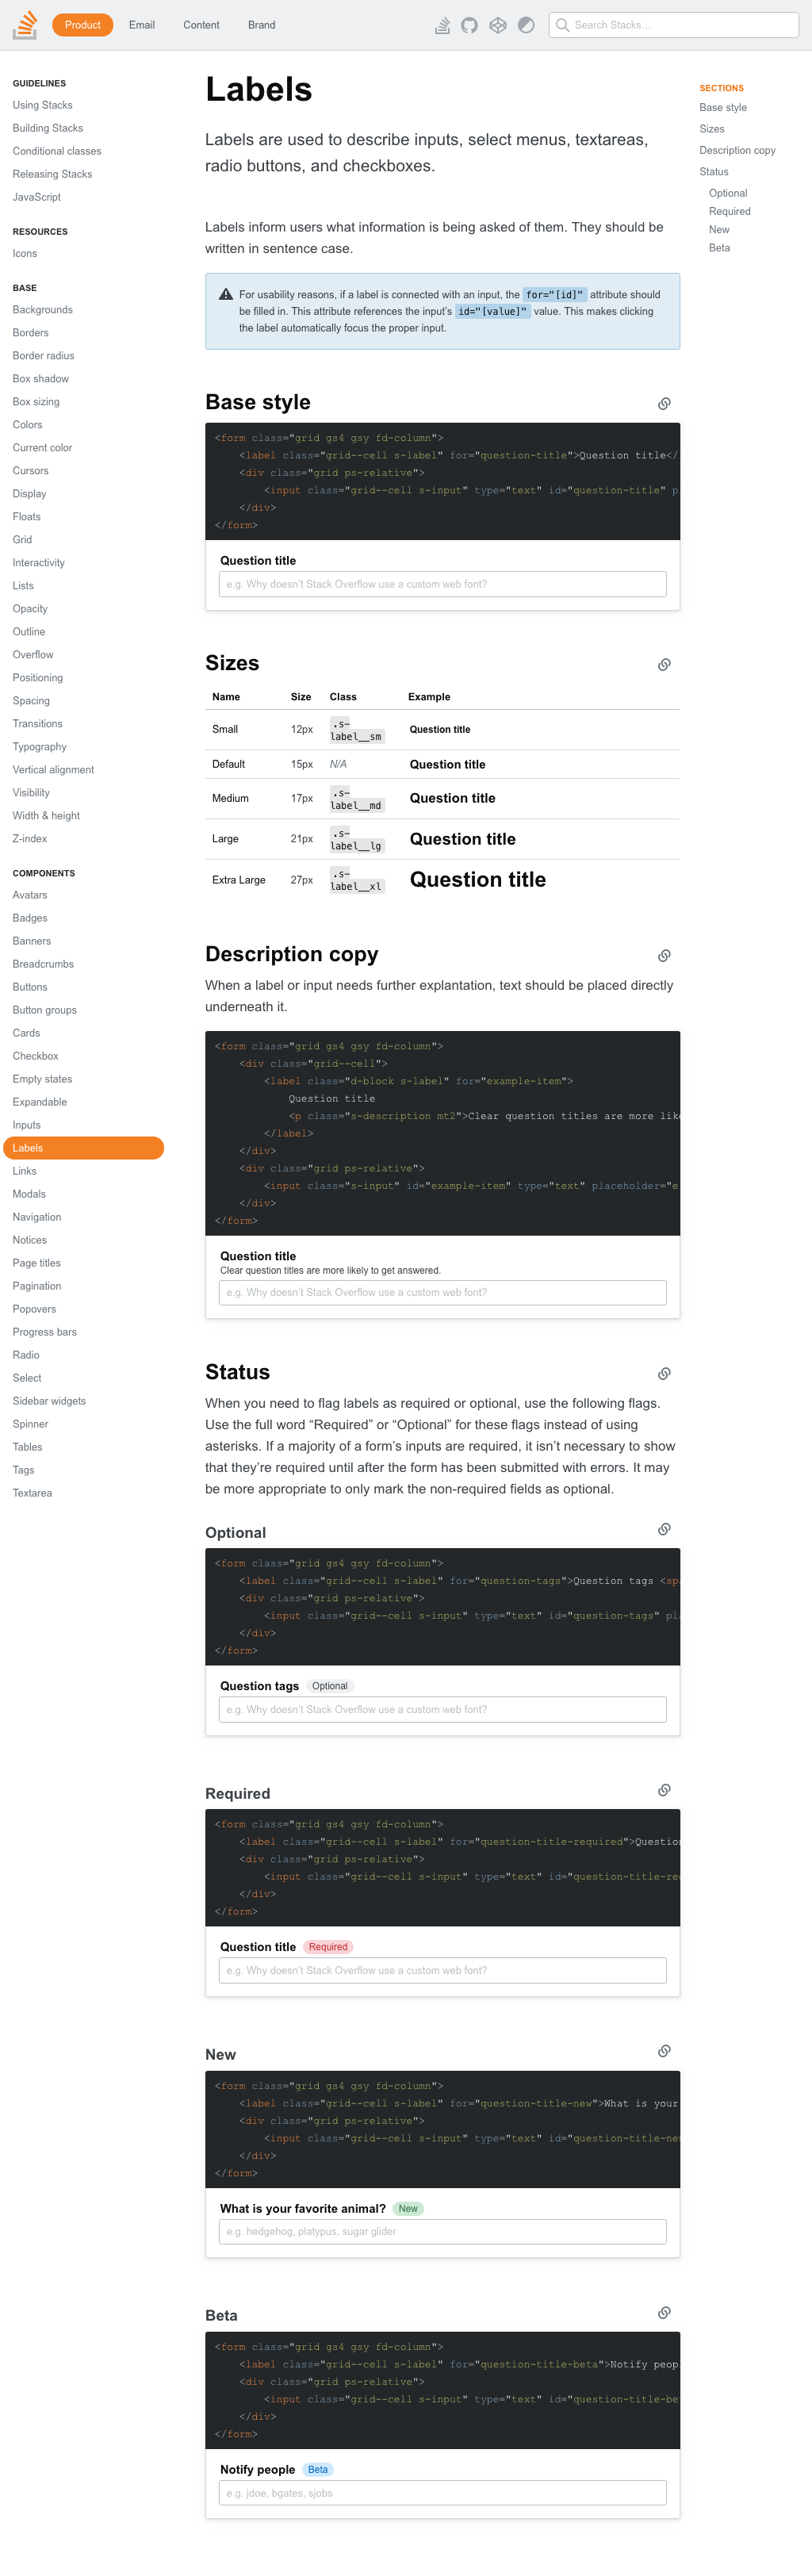 Product Email Content Brand
Search Stacks…
GUIDELINES
Using Stacks
Building Stacks
Conditional classes
Releasing Stacks
JavaScript
RESOURCES
Icons
BASE
Backgrounds
Borders
Border radius
Box shadow
Box sizing
Colors
Current color
Cursors
Display
Floats
Grid
Interactivity
Lists
Opacity
Outline
Overflow
Positioning
Spacing
Transitions
Typography
Vertical alignment
Visibility
Width & height
Z-index
COMPONENTS
Avatars
Badges
Banners
Breadcrumbs
Buttons
Button groups
Cards
Checkbox
Empty states
Expandable
Inputs
Labels
Links
Modals
Navigation
Notices
Page titles
Pagination
Popovers
Progress bars
Radio
Select
Sidebar widgets
Spinner
Tables
Tags
Textarea
Labels
Labels are used to describe inputs, select menus, textareas,
radio buttons, and checkboxes.
Labels inform users what information is being asked of them. They should be
written in sentence case.
For usability reasons, if a label is connected with an input, the for="[id]" attribute should
be filled in. This attribute references the input's id="[value]" value. This makes clicking
the label automatically focus the proper input.
Base style
<form class="grid gs4 gsy fd-column">
<label class="grid--cell s-label" for="question-title">Question title</
<div class="grid ps-relative">
<input class="grid--cell s-input" type="text" id="question-title" p
</div>
</form>
Question title
e.g. Why doesn't Stack Overflow use a custom web font?
Sizes
Name Size Class Example
Small 12px .s-label__sm Question title
Default 15px N/A Question title
Medium 17px .s-label__md Question title
Large 21px .s-label__lg Question title
Extra Large 27px .s-label__xl Question title
Description copy
When a label or input needs further explantation, text should be placed directly
underneath it.
<form class="grid gs4 gsy fd-column">
<div class="grid--cell">
<label class="d-block s-label" for="example-item">
Question title
<p class="s-description mt2">Clear question titles are more lik
</label>
</div>
<div class="grid ps-relative">
<input class="s-input" id="example-item" type="text" placeholder="e
</div>
</form>
Question title
Clear question titles are more likely to get answered.
e.g. Why doesn't Stack Overflow use a custom web font?
Status
When you need to flag labels as required or optional, use the following flags.
Use the full word “Required” or “Optional” for these flags instead of using
asterisks. If a majority of a form's inputs are required, it isn't necessary to show
that they're required until after the form has been submitted with errors. It may
be more appropriate to only mark the non-required fields as optional.
Optional
<form class="grid gs4 gsy fd-column">
<label class="grid--cell s-label" for="question-tags">Question tags <spa
<div class="grid ps-relative">
<input class="grid--cell s-input" type="text" id="question-tags" pla
</div>
</form>
Question tags Optional
e.g. Why doesn't Stack Overflow use a custom web font?
Required
<form class="grid gs4 gsy fd-column">
<label class="grid--cell s-label" for="question-title-required">Question
<div class="grid ps-relative">
<input class="grid--cell s-input" type="text" id="question-title-req
</div>
</form>
Question title Required
e.g. Why doesn't Stack Overflow use a custom web font?
New
<form class="grid gs4 gsy fd-column">
<label class="grid--cell s-label" for="question-title-new">What is your
<div class="grid ps-relative">
<input class="grid--cell s-input" type="text" id="question-title-new
</div>
</form>
What is your favorite animal? New
e.g. hedgehog, platypus, sugar glider
Beta
<form class="grid gs4 gsy fd-column">
<label class="grid--cell s-label" for="question-title-beta">Notify peop
<div class="grid ps-relative">
<input class="grid--cell s-input" type="text" id="question-title-be
</div>
</form>
Notify people Beta
e.g. jdoe, bgates, sjobs
SECTIONS
Base style
Sizes
Description copy
Status
Optional
Required
New
Beta